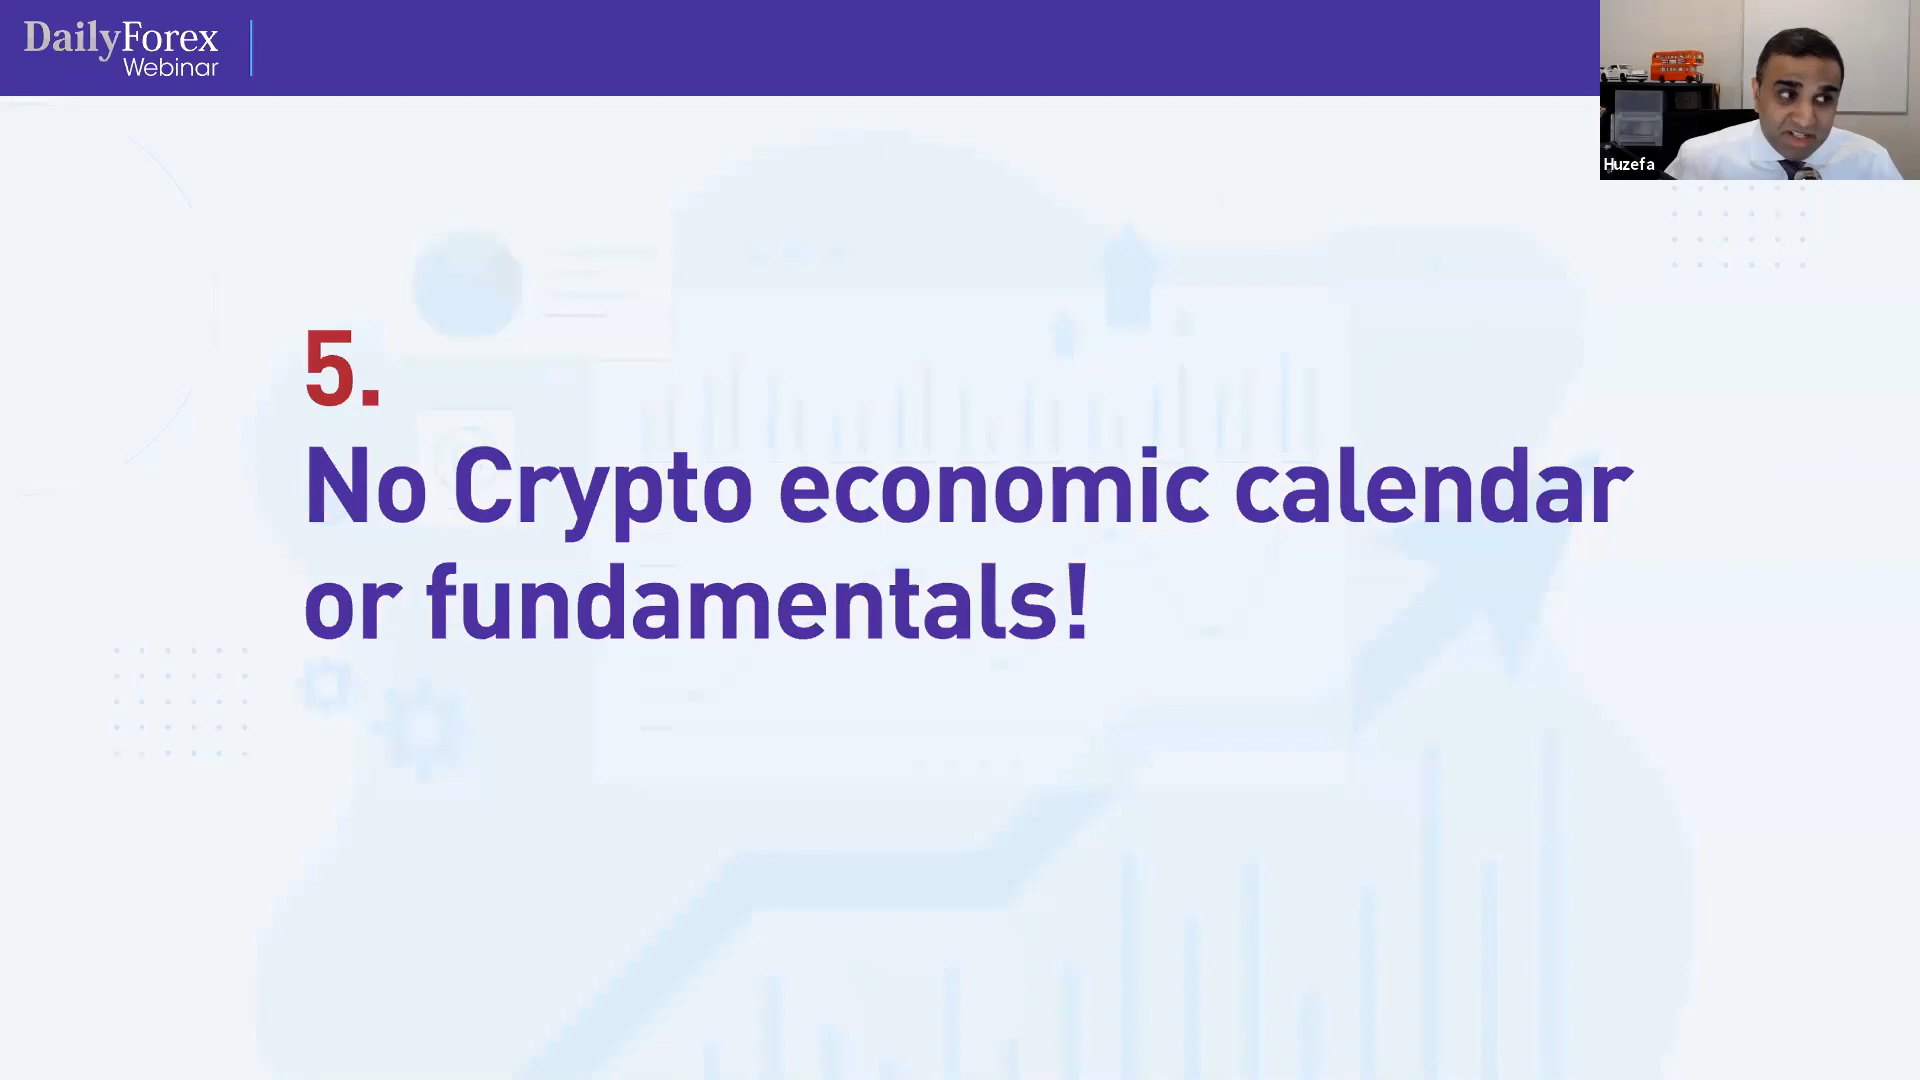 DailyForex
Webinar
Huzefa
5.
No Crypto economic calendar
or fundamentals!